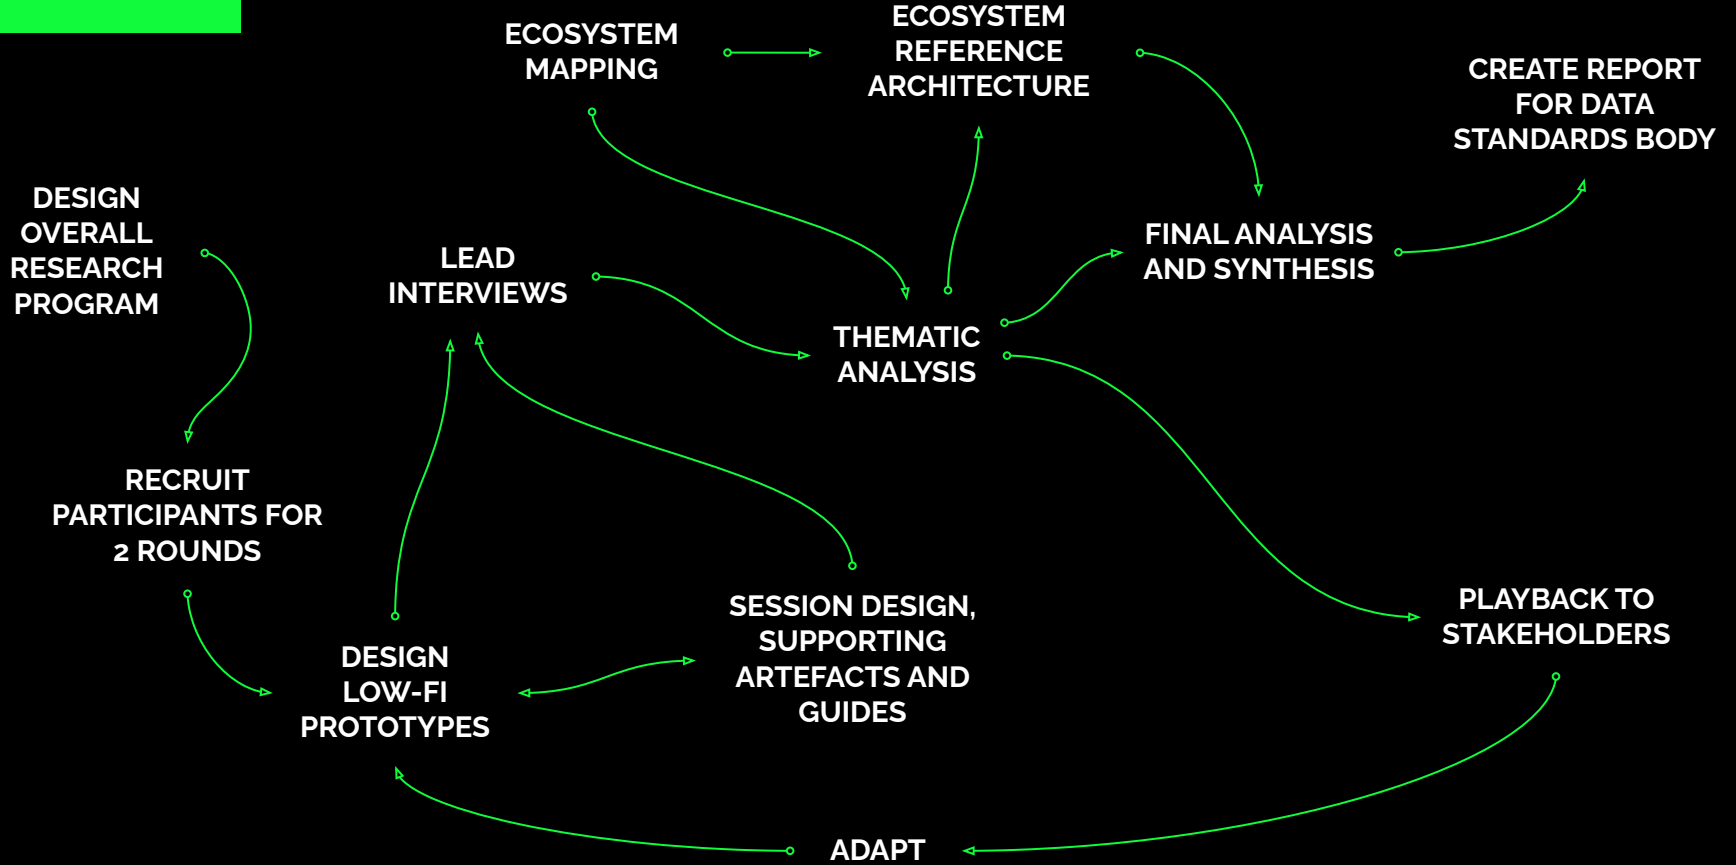 ECOSYSTEM
MAPPING
ECOSYSTEM
REFERENCE
ARCHITECTURE
CREATE REPORT
FOR DATA
STANDARDS BODY
DESIGN
OVERALL
RESEARCH
PROGRAM
LEAD
INTERVIEWS
FINAL ANALYSIS
AND SYNTHESIS
THEMATIC
ANALYSIS
RECRUIT
PARTICIPANTS FOR
2 ROUNDS
DESIGN
LOW-FI
PROTOTYPES
SESSION DESIGN,
SUPPORTING
ARTEFACTS AND
GUIDES
PLAYBACK TO
STAKEHOLDERS
ADAPT